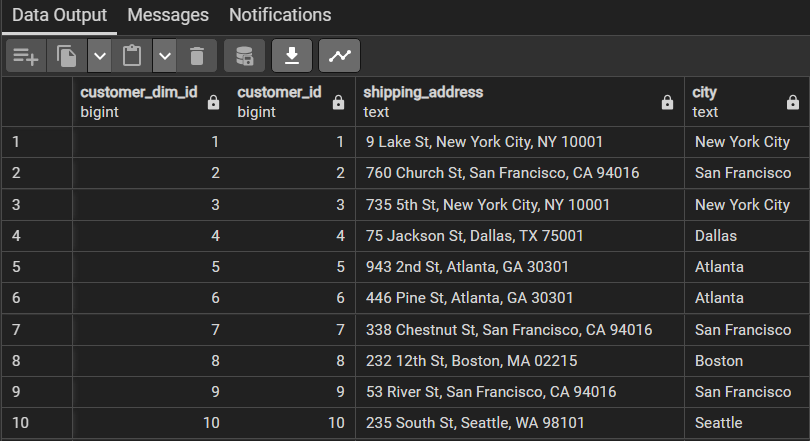 Data Output Messages Notifications
customer_dim_id customer_id shipping_address city
bigint bigint text text
1 1 1 9 Lake St, New York City, NY 10001 New York City
2 2 2 760 Church St, San Francisco, CA 94016 San Francisco
3 3 3 735 5th St, New York City, NY 10001 New York City
4 4 4 75 Jackson St, Dallas, TX 75001 Dallas
5 5 5 943 2nd St, Atlanta, GA 30301 Atlanta
6 6 6 446 Pine St, Atlanta, GA 30301 Atlanta
7 7 7 338 Chestnut St, San Francisco, CA 94016 San Francisco
8 8 8 232 12th St, Boston, MA 02215 Boston
9 9 9 53 River St, San Francisco, CA 94016 San Francisco
10 10 10 235 South St, Seattle, WA 98101 Seattle